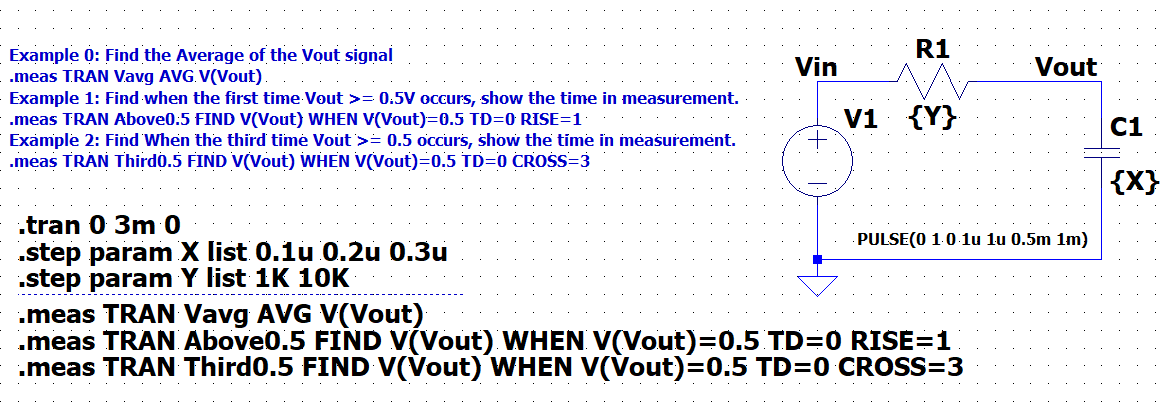 Example 0: Find the Average of the Vout signal
.meas TRAN Vavg AVG V(Vout)
Example 1: Find when the first time Vout >= 0.5V occurs, show the time in measurement.
.meas TRAN Above0.5 FIND V(Vout) WHEN V(Vout)=0.5 TD=0 RISE=1
Example 2: Find When the third time Vout >= 0.5 occurs, show the time in measurement.
.meas TRAN Third0.5 FIND V(Vout) WHEN V(Vout)=0.5 TD=0 CROSS=3
R1
Vin
Vout
V1
{Y}
C1
{X}
PULSE(0 1 0 1u 1u 0.5m 1m)
.tran 0 3m 0
.step param X list 0.1u 0.2u 0.3u
.step param Y list 1K 10K
.meas TRAN Vavg AVG V(Vout)
.meas TRAN Above0.5 FIND V(Vout) WHEN V(Vout)=0.5 TD=0 RISE=1
.meas TRAN Third0.5 FIND V(Vout) WHEN V(Vout)=0.5 TD=0 CROSS=3